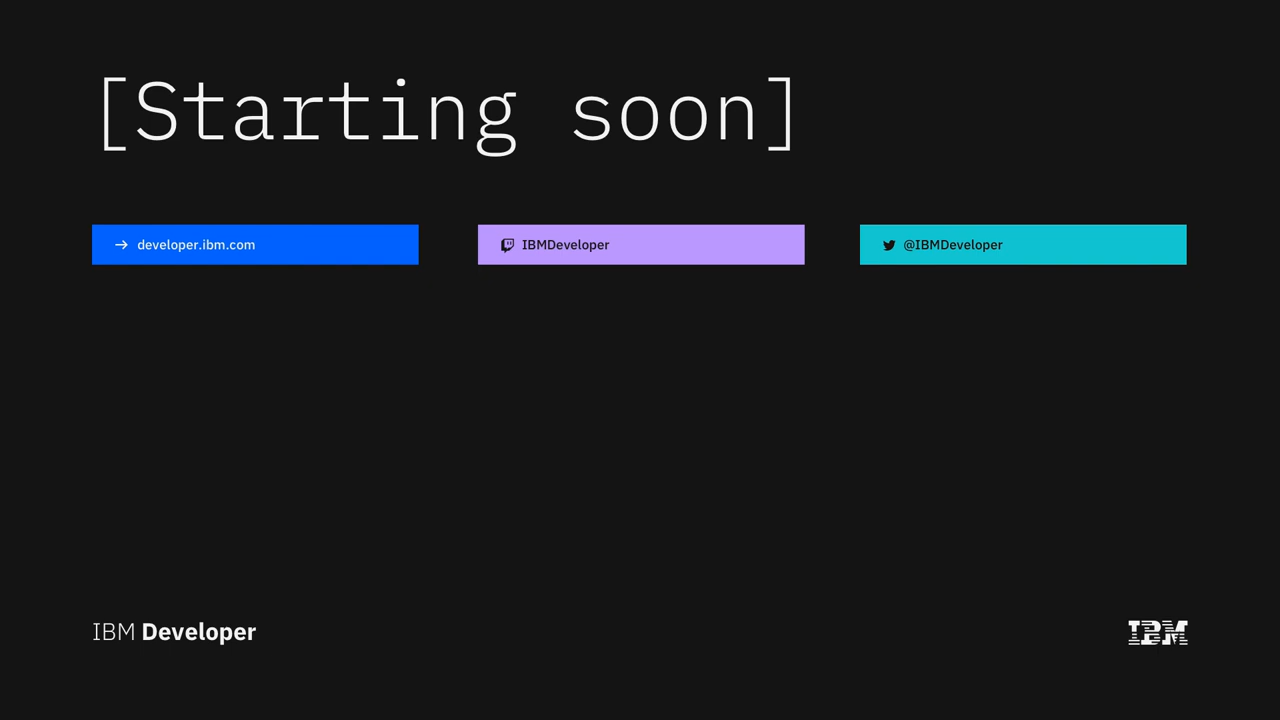 [Starting soon]
developer.ibm.com
IBMDeveloper
@IBMDeveloper
IBM Developer
IBM